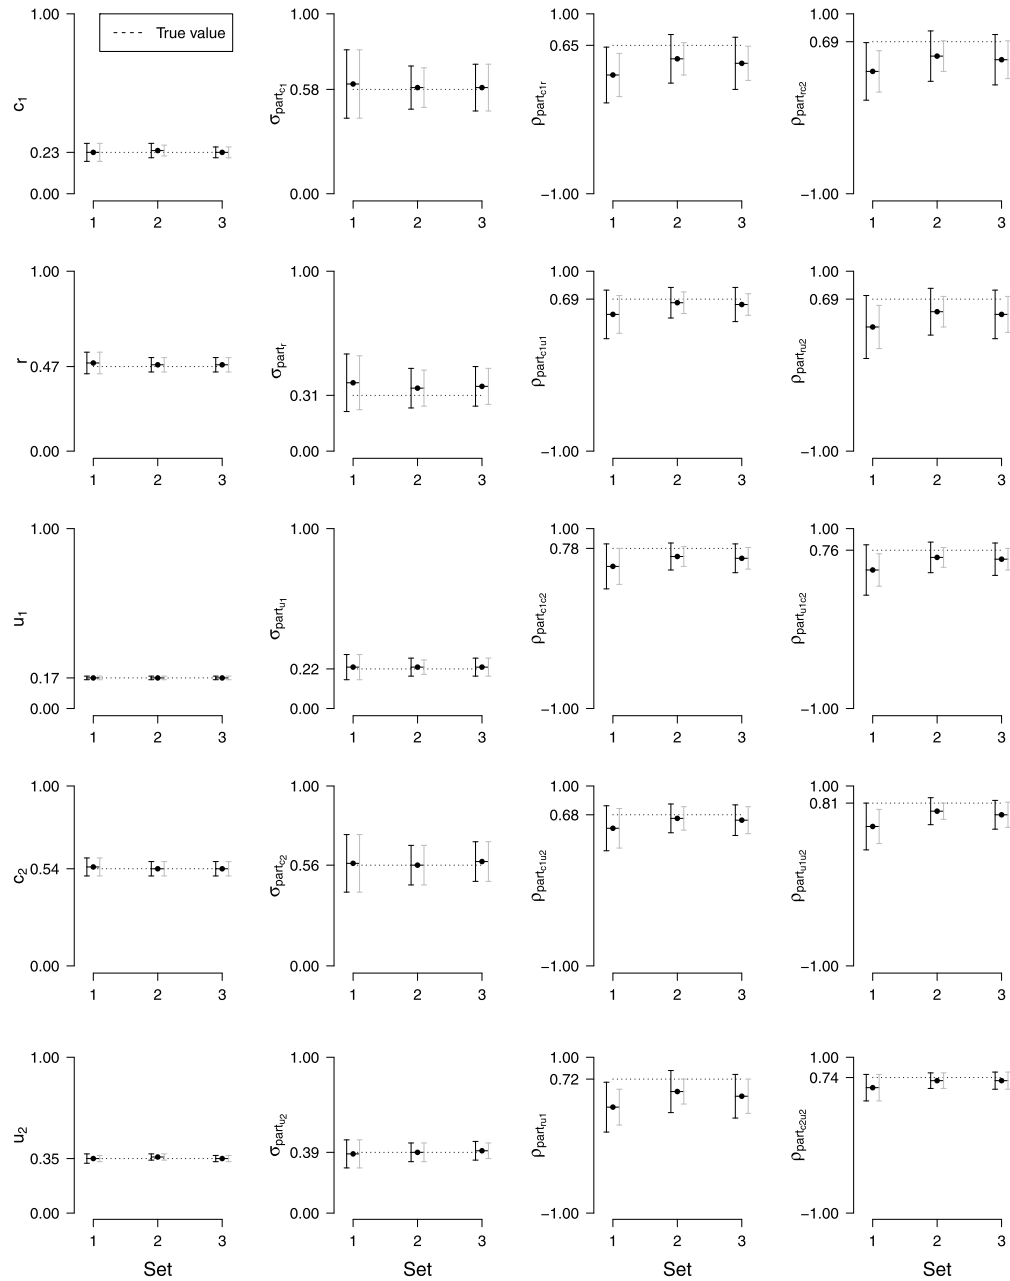 1.00
c1
0.23
0.00
1 2 3
True value
σpartc1
0.58
0.00
1 2 3
1.00
0.65
ρpartc1r
−1.00
1 2 3
1.00
0.69
ρpartrc2
−1.00
1 2 3
1.00
r
0.47
0.00
1 2 3
1.00
σpartr
0.31
0.00
1 2 3
1.00
0.69
ρpartc1u1
−1.00
1 2 3
1.00
0.69
ρpartru2
−1.00
1 2 3
1.00
u1
0.17
0.00
1 2 3
1.00
σpartu1
0.22
0.00
1 2 3
1.00
0.78
ρpartc1c2
−1.00
1 2 3
1.00
0.76
ρpartu1c2
−1.00
1 2 3
1.00
c2
0.54
0.00
1 2 3
1.00
σpartc2
0.56
0.00
1 2 3
1.00
0.68
ρpartc1u2
−1.00
1 2 3
1.00
0.81
ρpartu1u2
−1.00
1 2 3
1.00
u2
0.35
0.00
1 2 3
Set
1.00
σpartu2
0.39
0.00
1 2 3
Set
1.00
0.72
ρpartru1
−1.00
1 2 3
Set
1.00
0.74
ρpartc2u2
−1.00
1 2 3
Set